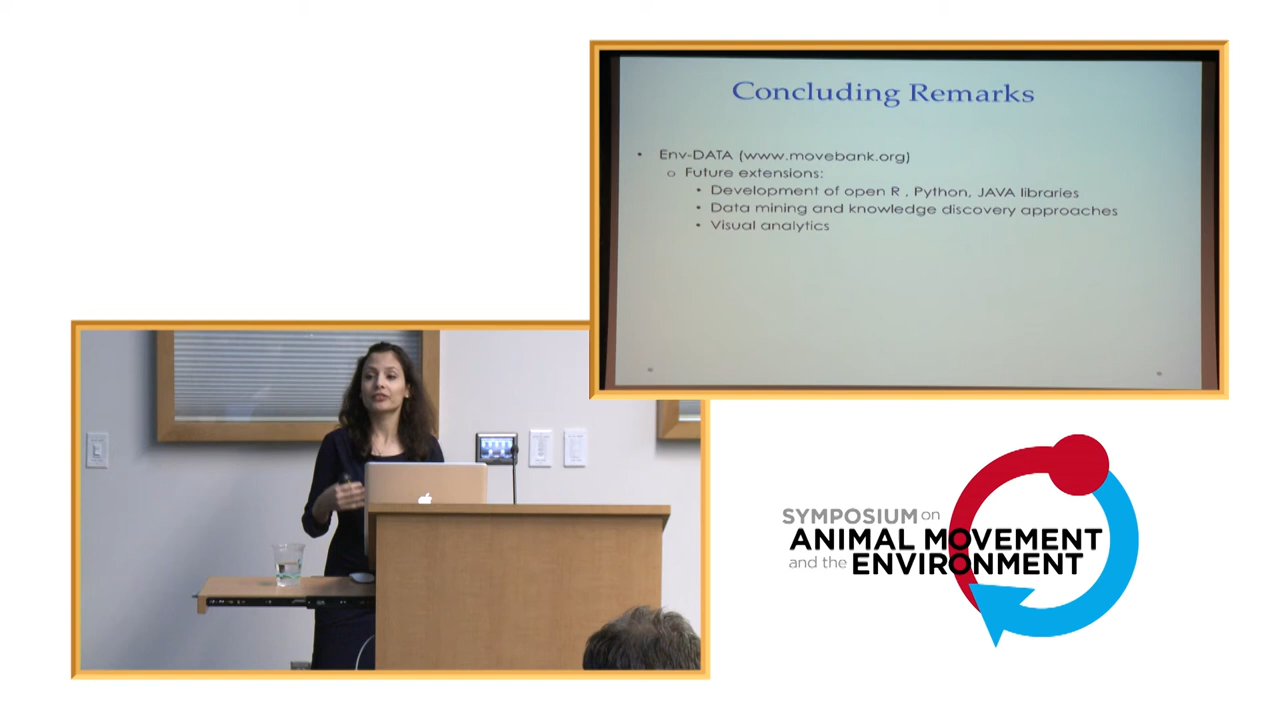 Concluding Remarks
• Env-DATA (www.movebank.org)
o Future extensions:
• Development of open R , Python, JAVA libraries
• Data mining and knowledge discovery approaches
• Visual analytics
SYMPOSIUM on
ANIMAL MOVEMENT
and the ENVIRONMENT